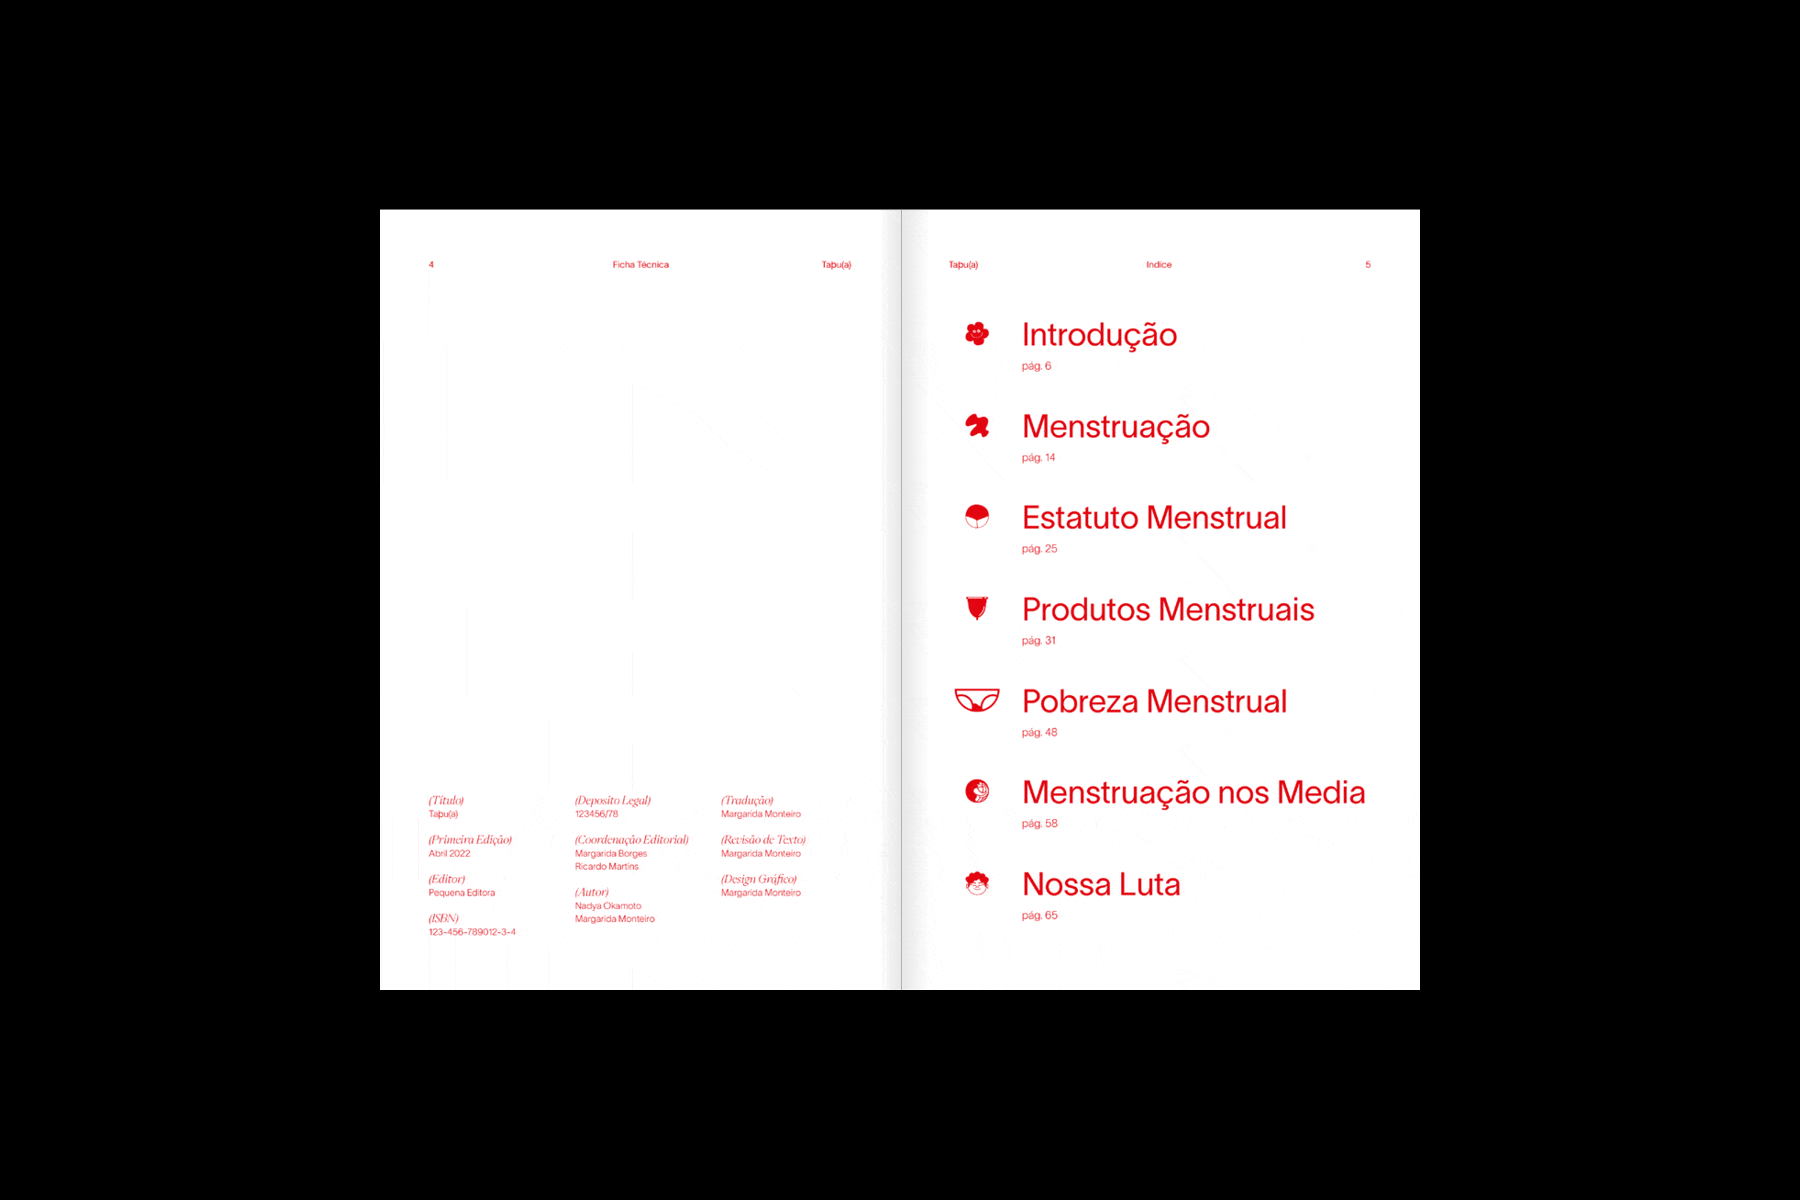 4 Ficha Técnica Taþu(a)
(Título)
Taþu(a)
(Primeira Edição)
Abril 2022
(Editor)
Pequena Editora
(ISBN)
123-456-789012-3-4
(Deposito Legal)
123456/78
(Coordenação Editorial)
Margarida Borges
Ricardo Martins
(Autor)
Nadya Okamoto
Margarida Monteiro
(Tradução)
Margarida Monteiro
(Revisão de Texto)
Margarida Monteiro
(Design Gráfico)
Margarida Monteiro
Taþu(a) Indice 5
Introdução
pág. 6
Menstruação
pág. 14
Estatuto Menstrual
pág. 25
Produtos Menstruais
pág. 31
Pobreza Menstrual
pág. 48
Menstruação nos Media
pág. 58
Nossa Luta
pág. 65